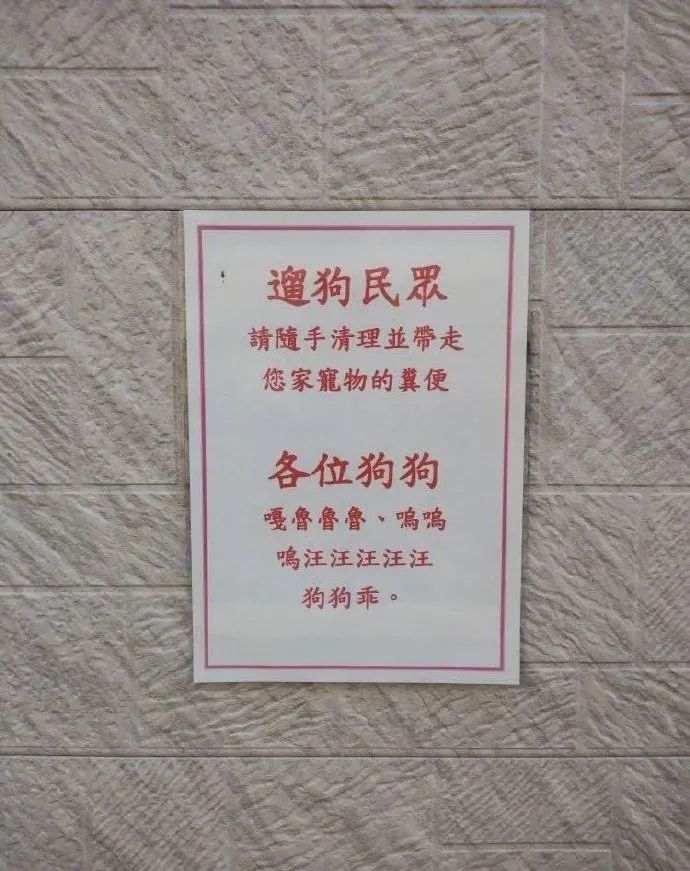 遛狗民眾
請隨手清理並帶走
您家寵物的糞便
各位狗狗
嘎魯魯魯、嗚嗚
嗚汪汪汪汪汪
狗狗乖。